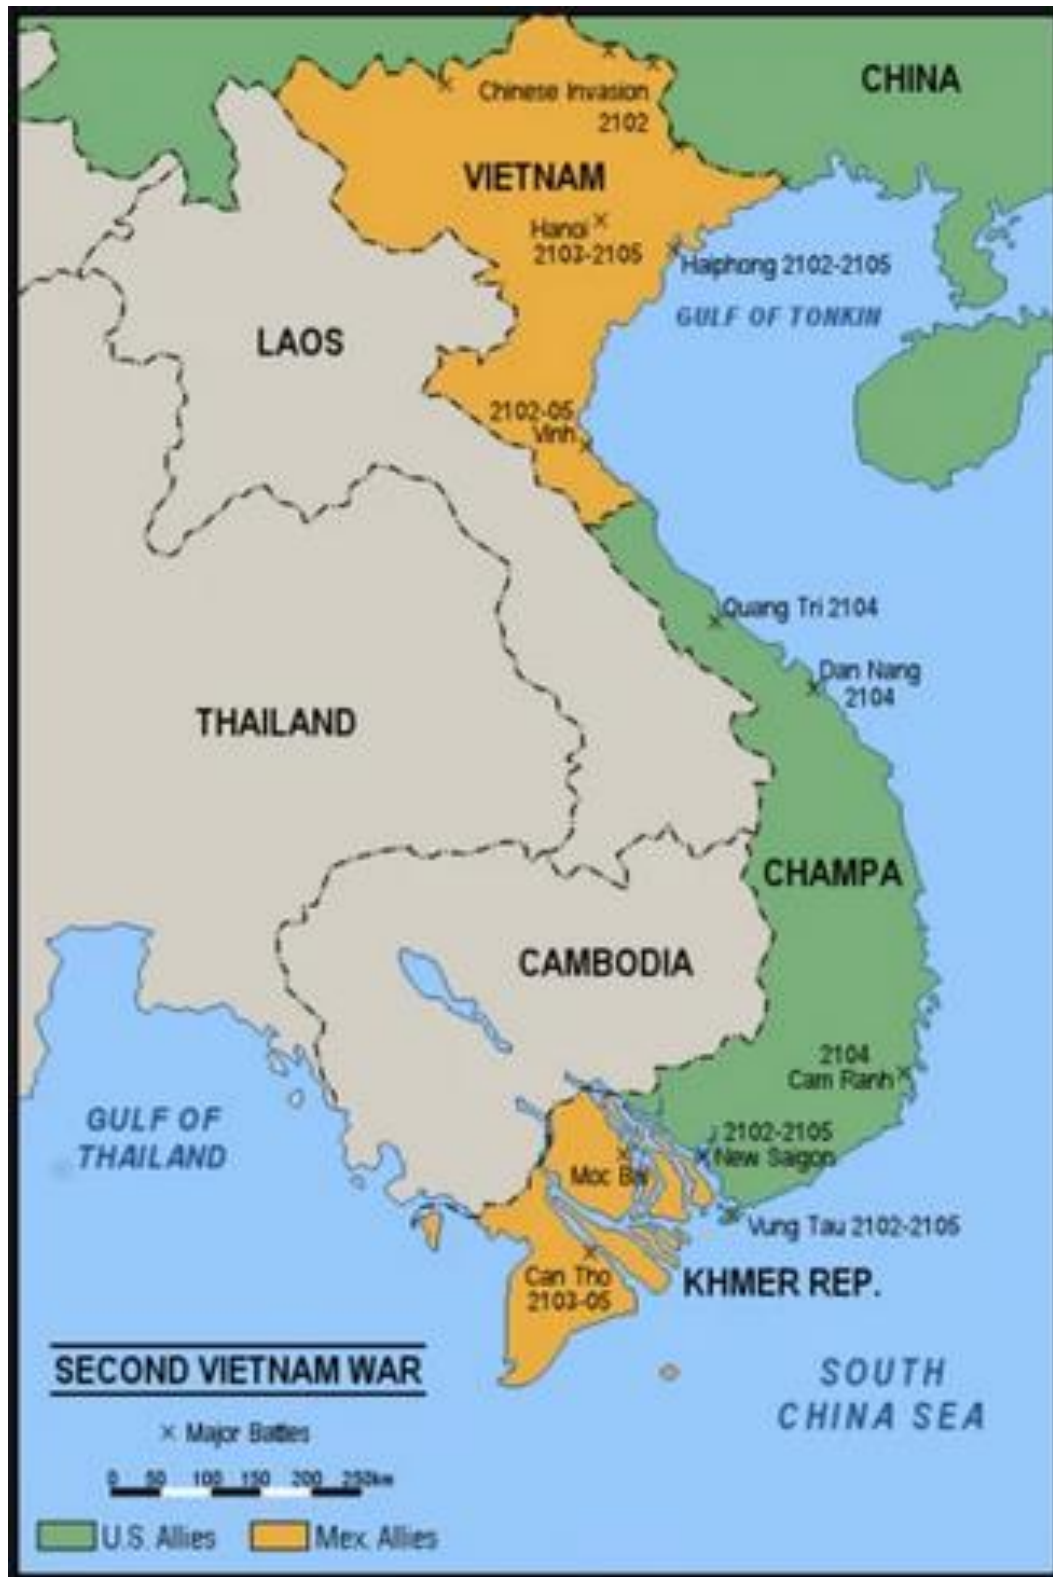 CHINA
Chinese Invasion
2102
VIETNAM
Hanoi
2103-2105
Haiphong 2102-2105
GULF OF TONKIN
LAOS
2102-05
Vinh
Quang Tri 2104
Dan Nang
2104
THAILAND
CHAMPA
CAMBODIA
2104
Cam Ranh
GULF OF
THAILAND
2102-2105
New Saigon
Moc Bai
Vung Tau 2102-2105
Can Tho
2103-05
KHMER REP.
SECOND VIETNAM WAR
SOUTH
CHINA SEA
× Major Battles
0 50 100 150 200 250km
U.S. Allies
Mex. Allies